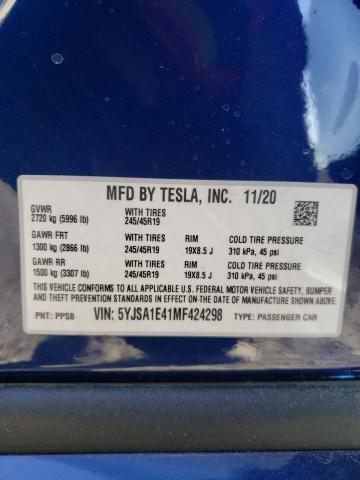 MFD BY TESLA, INC. 11/20
GVWR
2720 kg (5996 lb)
WITH TIRES
245/45R19
GAWR FRT
1300 kg (2866 lb)
WITH TIRES
245/45R19
RIM
19X8.5 J
COLD TIRE PRESSURE
310 kPa, 45 psi
GAWR RR
1500 kg (3307 lb)
WITH TIRES
245/45R19
RIM
19X8.5 J
COLD TIRE PRESSURE
310 kPa, 45 psi
THIS VEHICLE CONFORMS TO ALL APPLICABLE U.S. FEDERAL MOTOR VEHICLE SAFETY, BUMPER
AND THEFT PREVENTION STANDARDS IN EFFECT ON THE DATE OF MANUFACTURE SHOWN ABOVE.
PNT: PPSB
VIN: 5YJSA1E41MF424298
TYPE: PASSENGER CAR